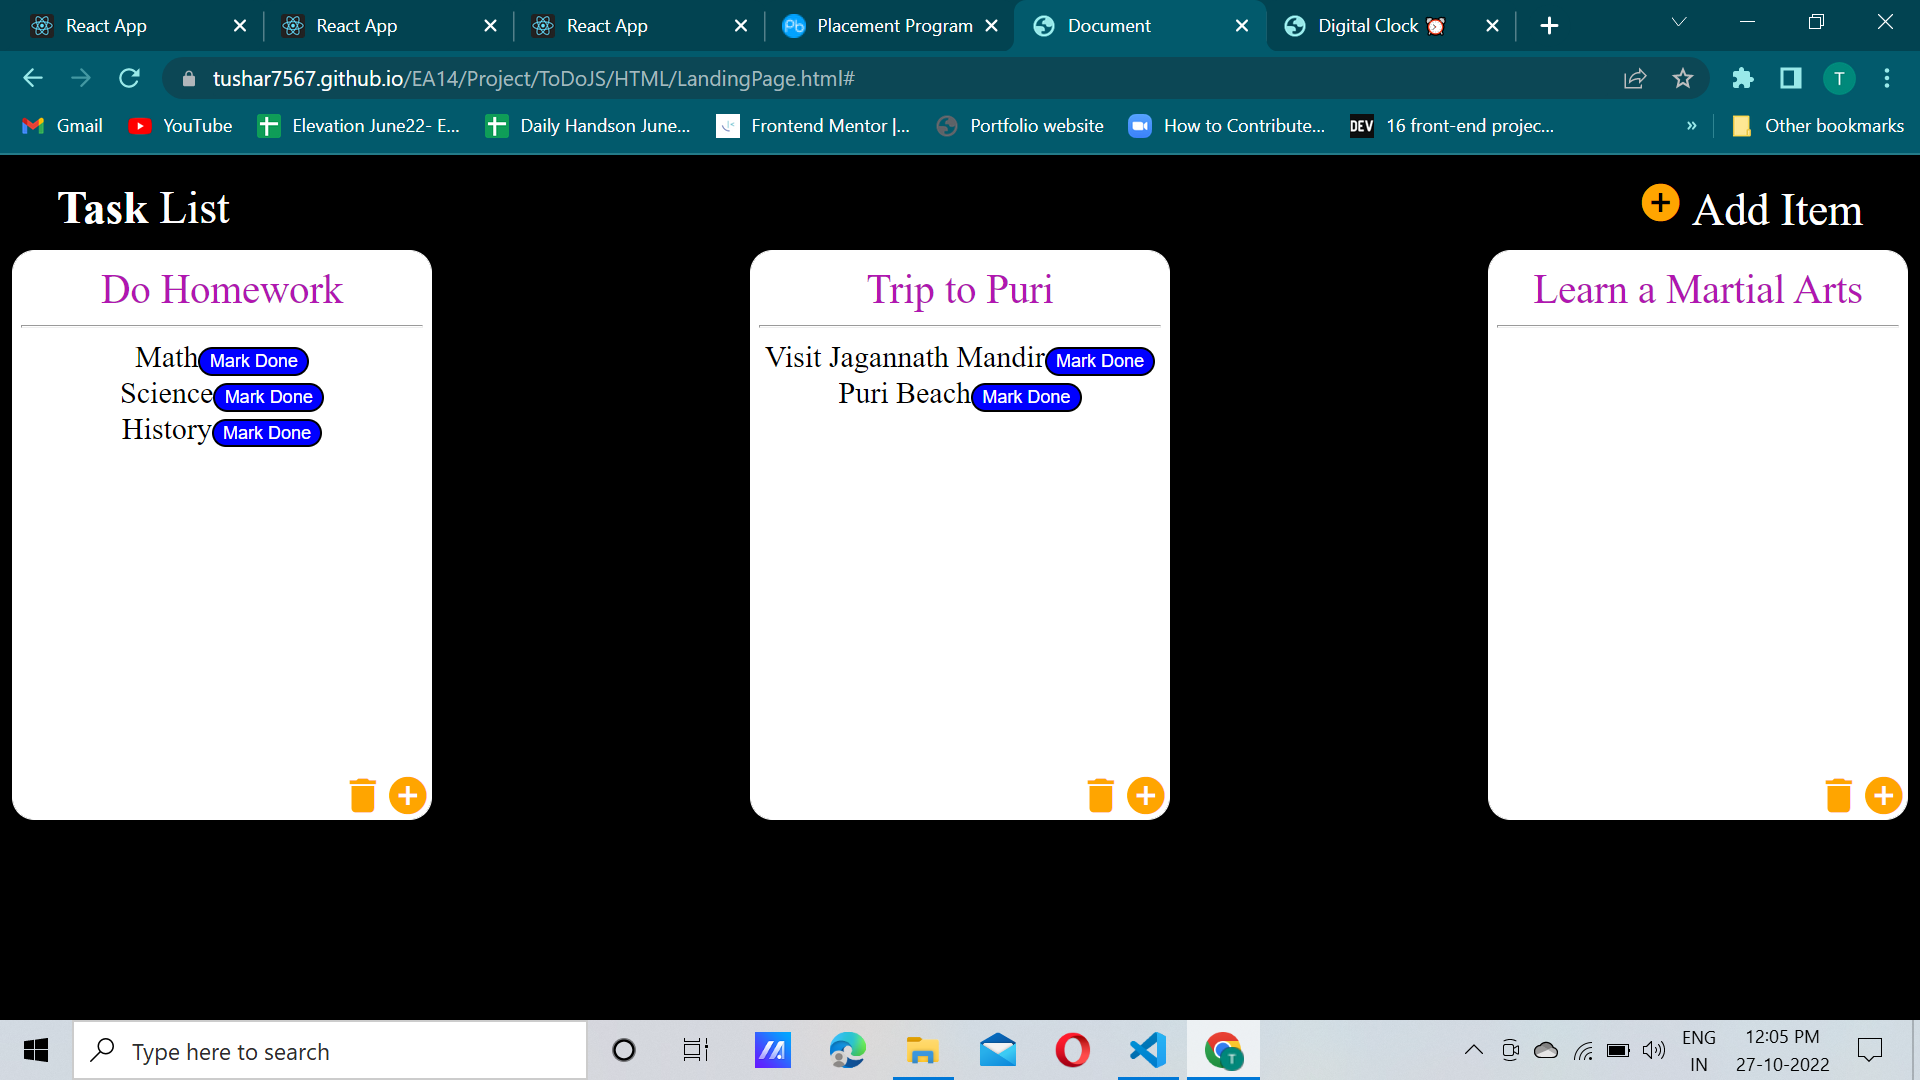 React App
React App
React App
Placement Program
Document
Digital Clock ⏰
tushar7567.github.io/EA14/Project/ToDoJS/HTML/LandingPage.html#
T
Gmail
YouTube
Elevation June22- E...
Daily Handson June...
Frontend Mentor |...
Portfolio website
How to Contribute...
DEV
16 front-end projec...
»
Other bookmarks
Task List
Add Item
Do Homework
Math Mark Done
Science Mark Done
History Mark Done
Trip to Puri
Visit Jagannath Mandir Mark Done
Puri Beach Mark Done
Learn a Martial Arts
Type here to search
T
ENG
IN
12:05 PM
27-10-2022